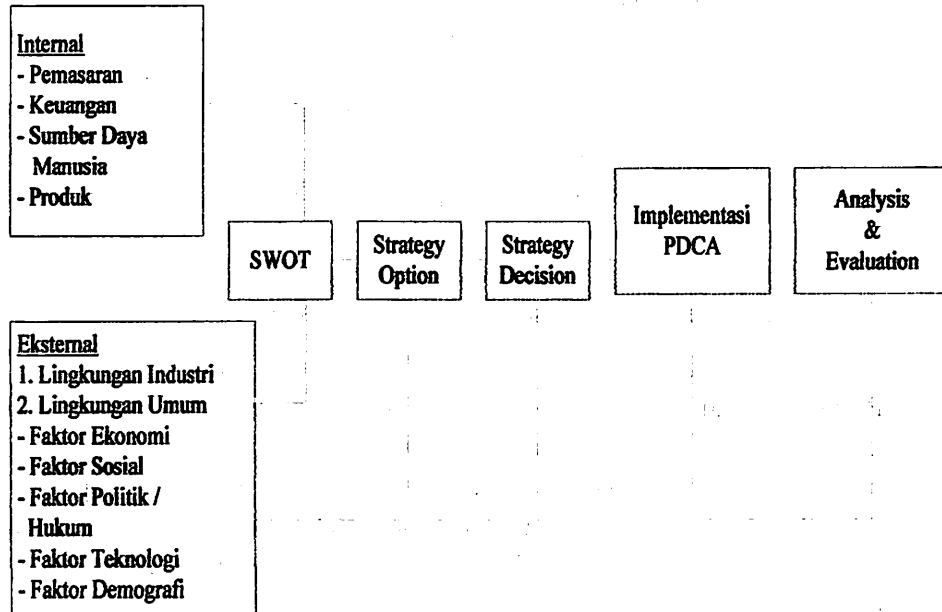 Internal
- Pemasaran
- Keuangan
- Sumber Daya
Manusia
- Produk
SWOT
Strategy
Option
Strategy
Decision
Implementasi
PDCA
Analysis
&
Evaluation
Eksternal
1. Lingkungan Industri
2. Lingkungan Umum
- Faktor Ekonomi
- Faktor Sosial
- Faktor Politik /
Hukum
- Faktor Teknologi
- Faktor Demografi